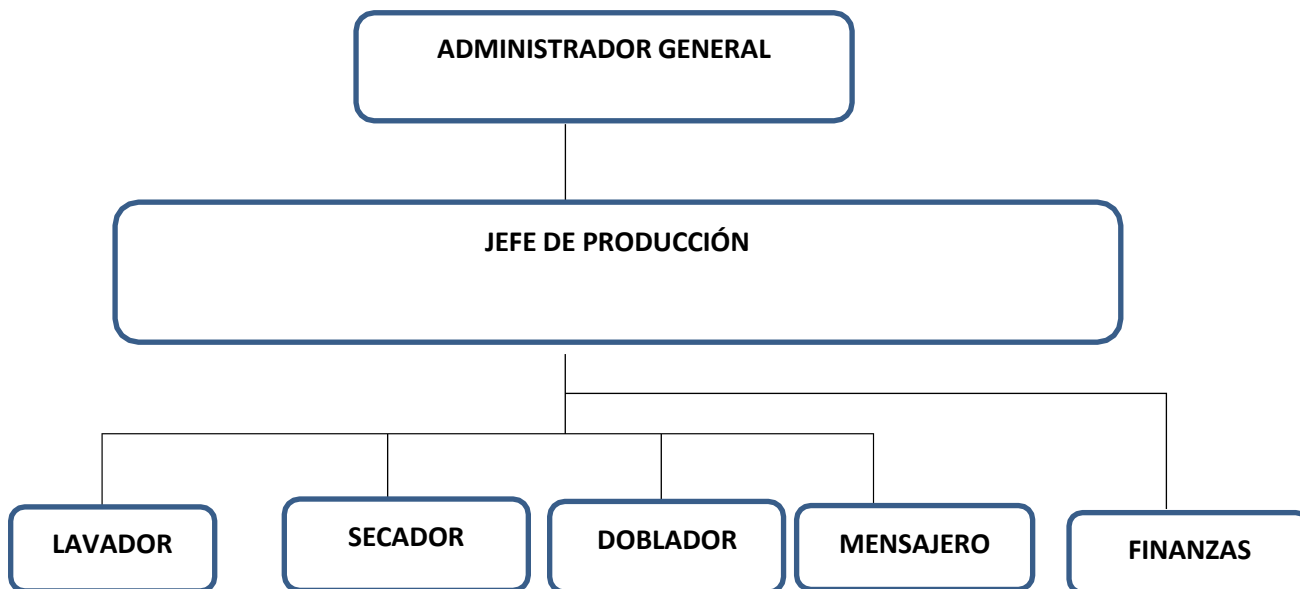 ADMINISTRADOR GENERAL
JEFE DE PRODUCCIÓN
LAVADOR
SECADOR
DOBLADOR
MENSAJERO
FINANZAS